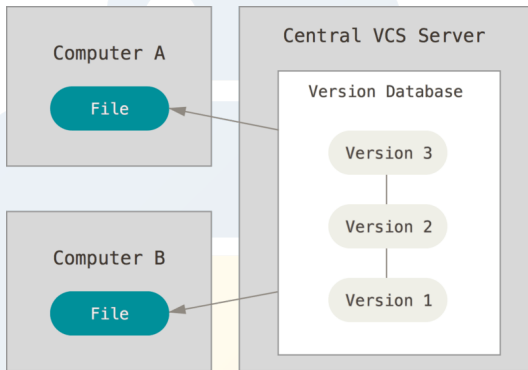 Computer A
File
Central VCS Server
Version Database
Version 3
Version 2
Version 1
Computer B
File